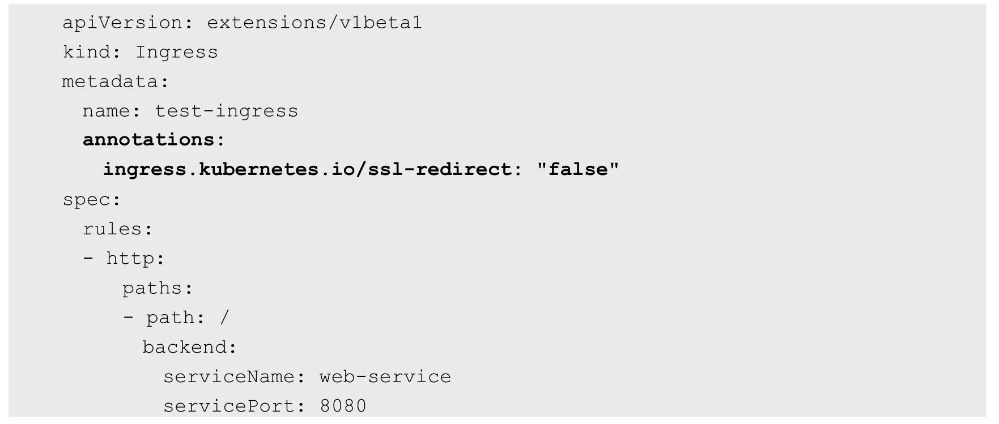 apiVersion: extensions/v1beta1
kind: Ingress
metadata:
  name: test-ingress
  annotations:
    ingress.kubernetes.io/ssl-redirect: "false"
spec:
  rules:
  - http:
      paths:
      - path: /
        backend:
          serviceName: web-service
          servicePort: 8080